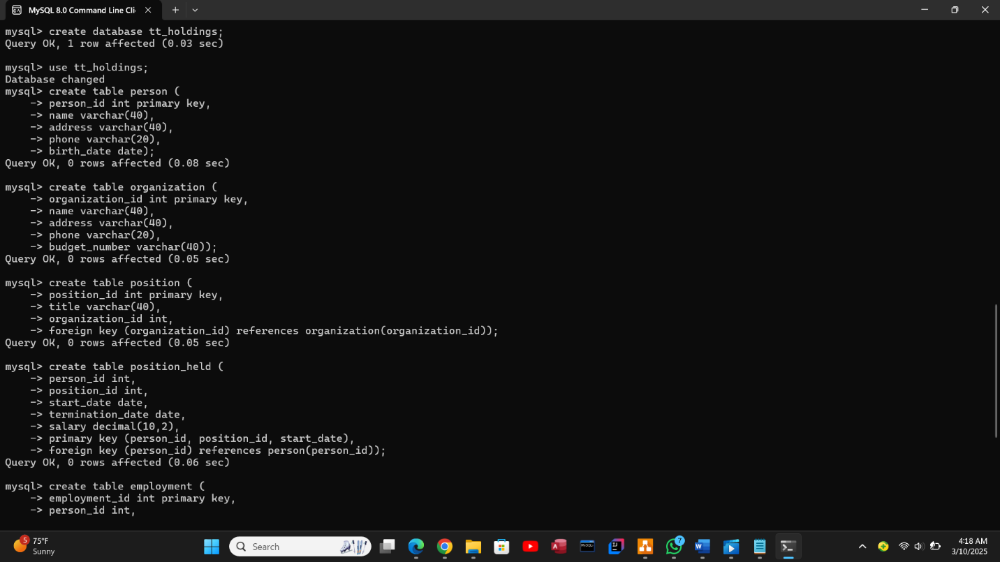 MySQL 8.0 Command Line Cli
mysql> create database tt_holdings;
Query OK, 1 row affected (0.03 sec)
mysql> use tt_holdings;
Database changed
mysql> create table person (
-> person_id int primary key,
-> name varchar(40),
-> address varchar(40),
-> phone varchar(20),
-> birth_date date);
Query OK, 0 rows affected (0.08 sec)
mysql> create table organization (
-> organization_id int primary key,
-> name varchar(40),
-> address varchar(40),
-> phone varchar(20),
-> budget_number varchar(40));
Query OK, 0 rows affected (0.05 sec)
mysql> create table position (
-> position_id int primary key,
-> title varchar(40),
-> organization_id int,
-> foreign key (organization_id) references organization(organization_id));
Query OK, 0 rows affected (0.05 sec)
mysql> create table position_held (
-> person_id int,
-> position_id int,
-> start_date date,
-> termination_date date,
-> salary decimal(10,2),
-> primary key (person_id, position_id, start_date),
-> foreign key (person_id) references person(person_id));
Query OK, 0 rows affected (0.06 sec)
mysql> create table employment (
-> employment_id int primary key,
-> person_id int,
5
75°F
Sunny
Search
7
4:18 AM
3/10/2025